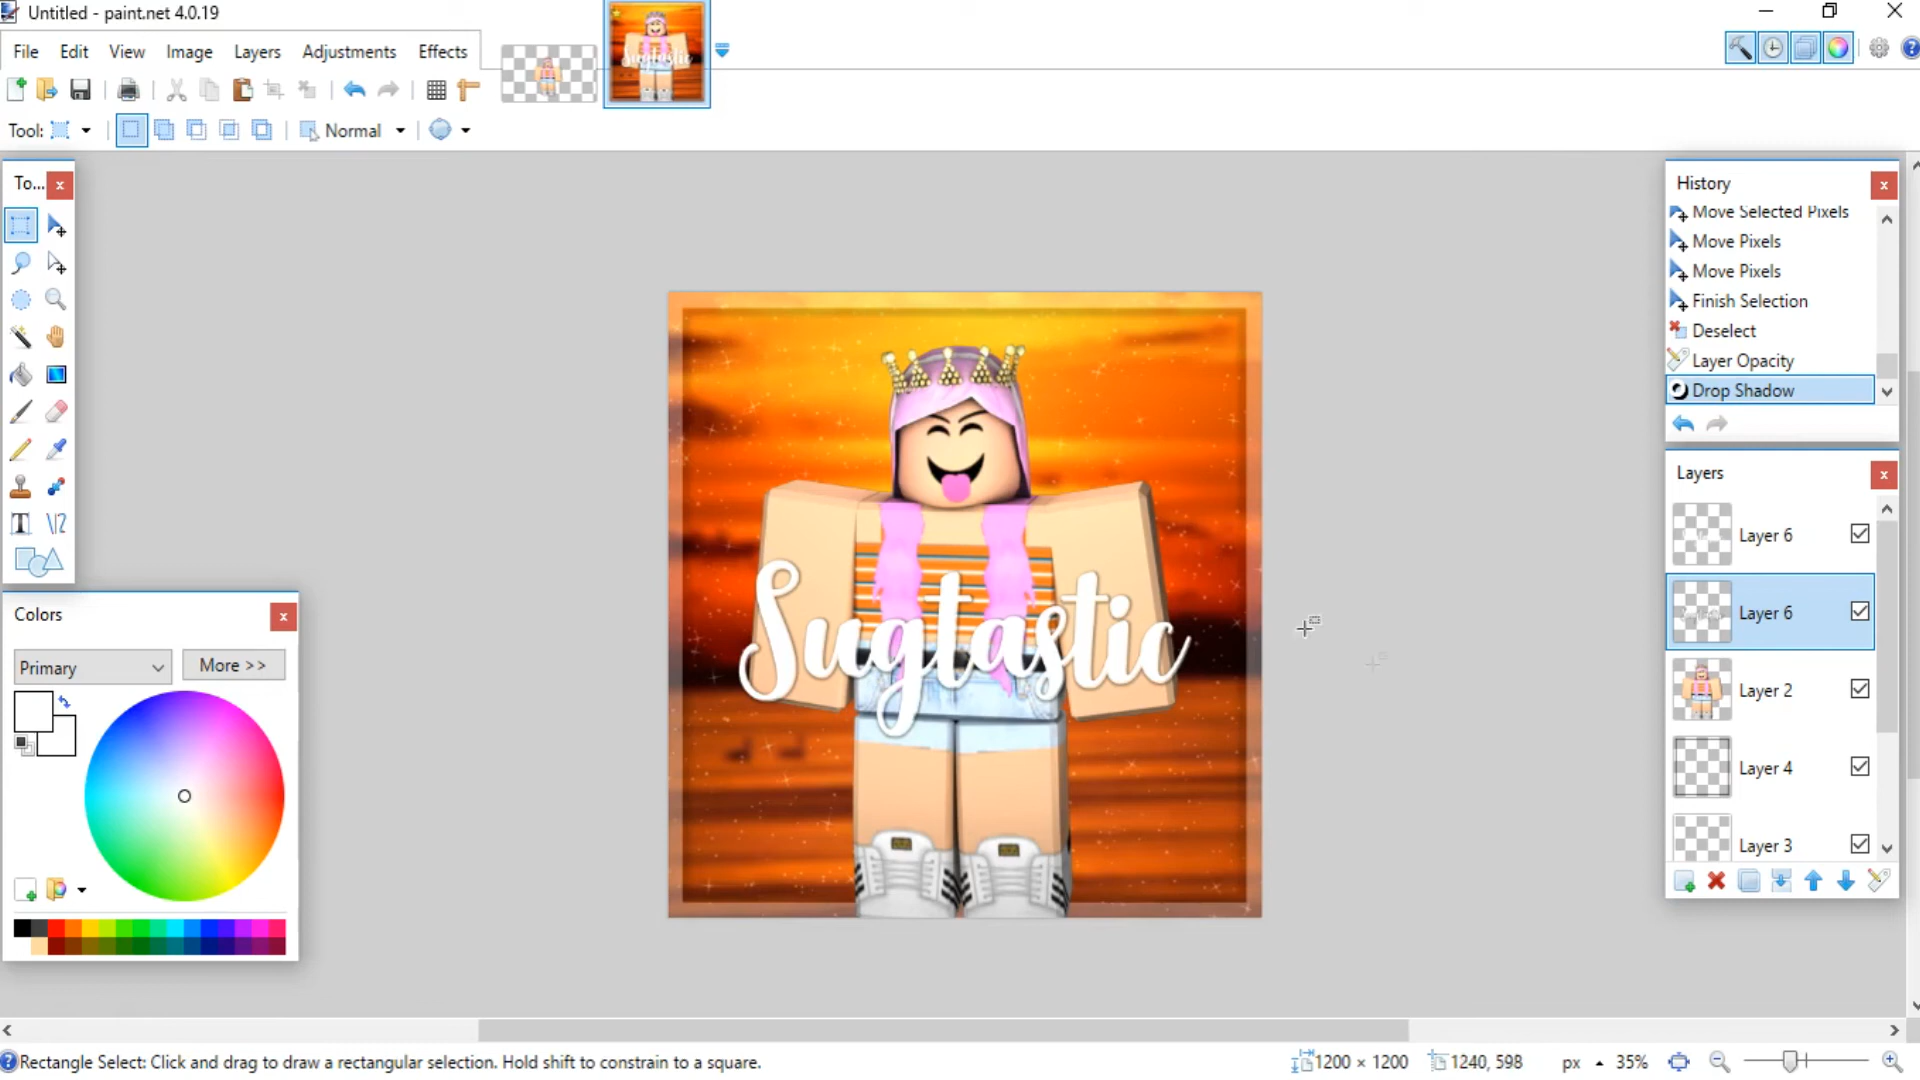 Untitled - paint.net 4.0.19
File Edit View Image Layers Adjustments Effects
Sugtastic
Tool: Normal
To...
History
Move Selected Pixels
Move Pixels
Move Pixels
Finish Selection
Deselect
Layer Opacity
Drop Shadow
Layers
Layer 6
Layer 6
Layer 2
Layer 4
Layer 3
Colors
Primary
More >>
Sugtastic
Rectangle Select: Click and drag to draw a rectangular selection. Hold shift to constrain to a square.
1200 × 1200 1240, 598 px 35%